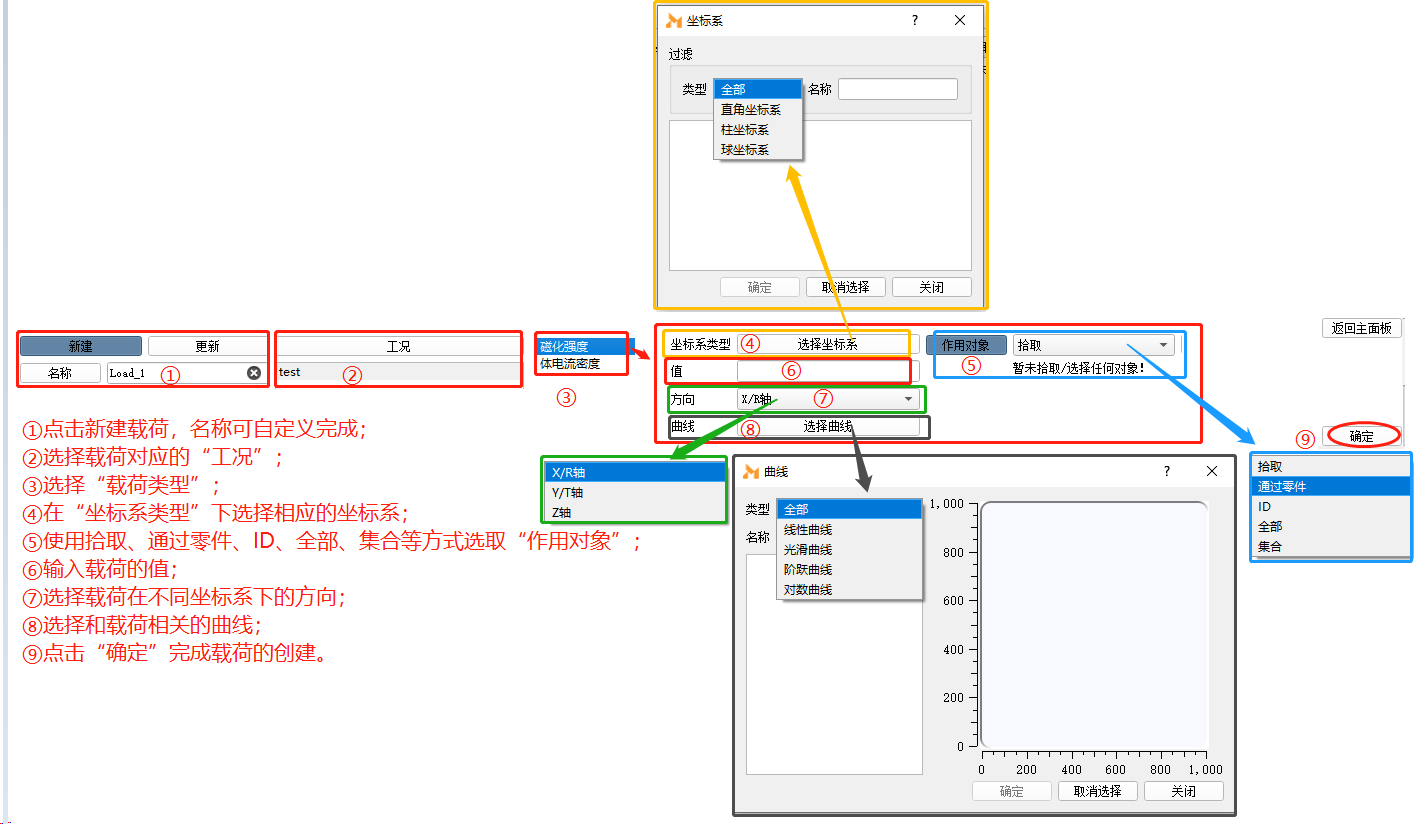 坐标系
?
过滤
类型 全部 名称
直角坐标系
柱坐标系
球坐标系
确定 取消选择 关闭
新建 更新
名称 Load_1 ①
工况
test ②
磁化强度
体电流密度
③
坐标系类型 ④ 选择坐标系
值 ⑥
方向 X/R轴 ⑦
曲线 ⑧ 选择曲线
作用对象 拾取
⑤ 暂未拾取/选择任何对象!
返回主面板
⑨ 确定
①点击新建载荷，名称可自定义完成；
②选择载荷对应的“工况”；
③选择“载荷类型”；
④在“坐标系类型”下选择相应的坐标系；
⑤使用拾取、通过零件、ID、全部、集合等方式选取“作用对象”；
⑥输入载荷的值；
⑦选择载荷在不同坐标系下的方向；
⑧选择和载荷相关的曲线；
⑨点击“确定”完成载荷的创建。
X/R轴
Y/T轴
Z轴
曲线
?
类型 全部
线性曲线
名称
光滑曲线
阶跃曲线
对数曲线
1,000
800
600
400
200
0
0 200 400 600 800 1,000
确定 取消选择 关闭
拾取
通过零件
ID
全部
集合